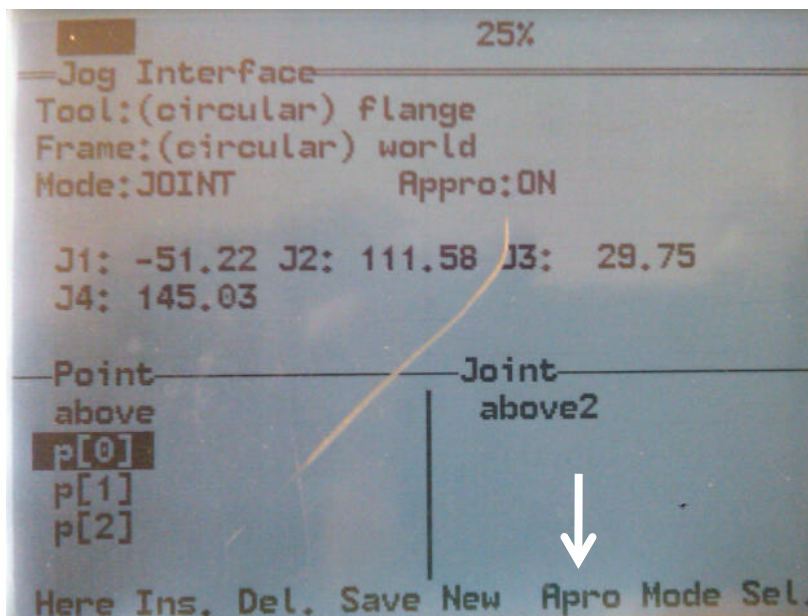 25%
Jog Interface
Tool:(circular) flange
Frame:(circular) world
Mode:JOINT Appro:ON
J1: -51.22 J2: 111.58 J3: 29.75
J4: 145.03
Point Joint
above above2
p[0]
p[1]
p[2]
Here Ins. Del. Save New Apro Mode Sel